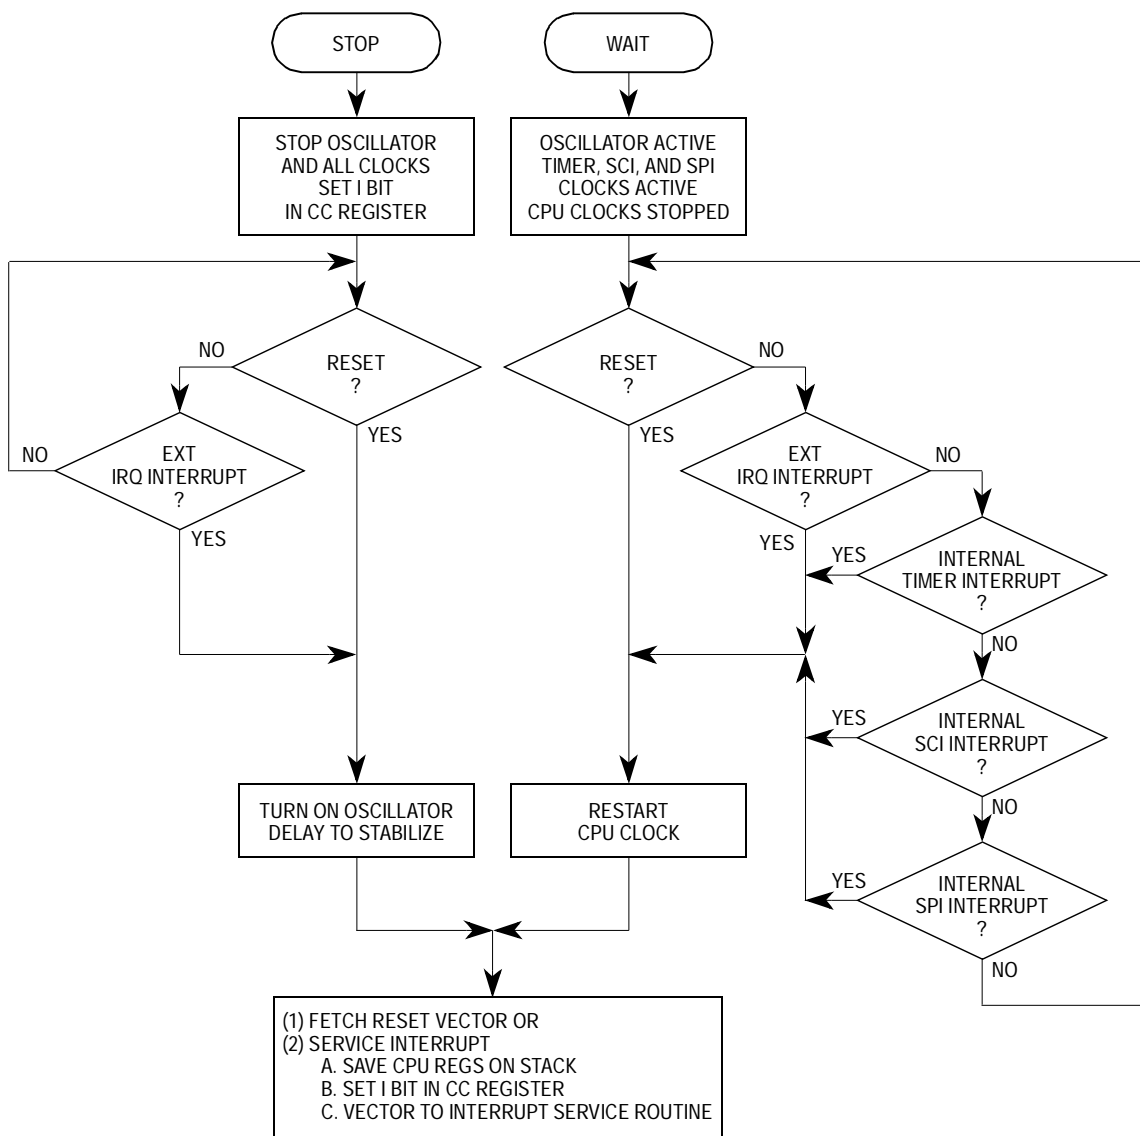 STOP
WAIT
STOP OSCILLATOR
AND ALL CLOCKS
SET I BIT
IN CC REGISTER
OSCILLATOR ACTIVE
TIMER, SCI, AND SPI
CLOCKS ACTIVE
CPU CLOCKS STOPPED
NO
RESET
?
YES
NO
EXT
IRQ INTERRUPT
?
YES
RESET
?
NO
YES
EXT
IRQ INTERRUPT
?
NO
YES
YES
INTERNAL
TIMER INTERRUPT
?
NO
YES
INTERNAL
SCI INTERRUPT
?
NO
YES
INTERNAL
SPI INTERRUPT
?
NO
TURN ON OSCILLATOR
DELAY TO STABILIZE
RESTART
CPU CLOCK
(1) FETCH RESET VECTOR OR
(2) SERVICE INTERRUPT
A. SAVE CPU REGS ON STACK
B. SET I BIT IN CC REGISTER
C. VECTOR TO INTERRUPT SERVICE ROUTINE